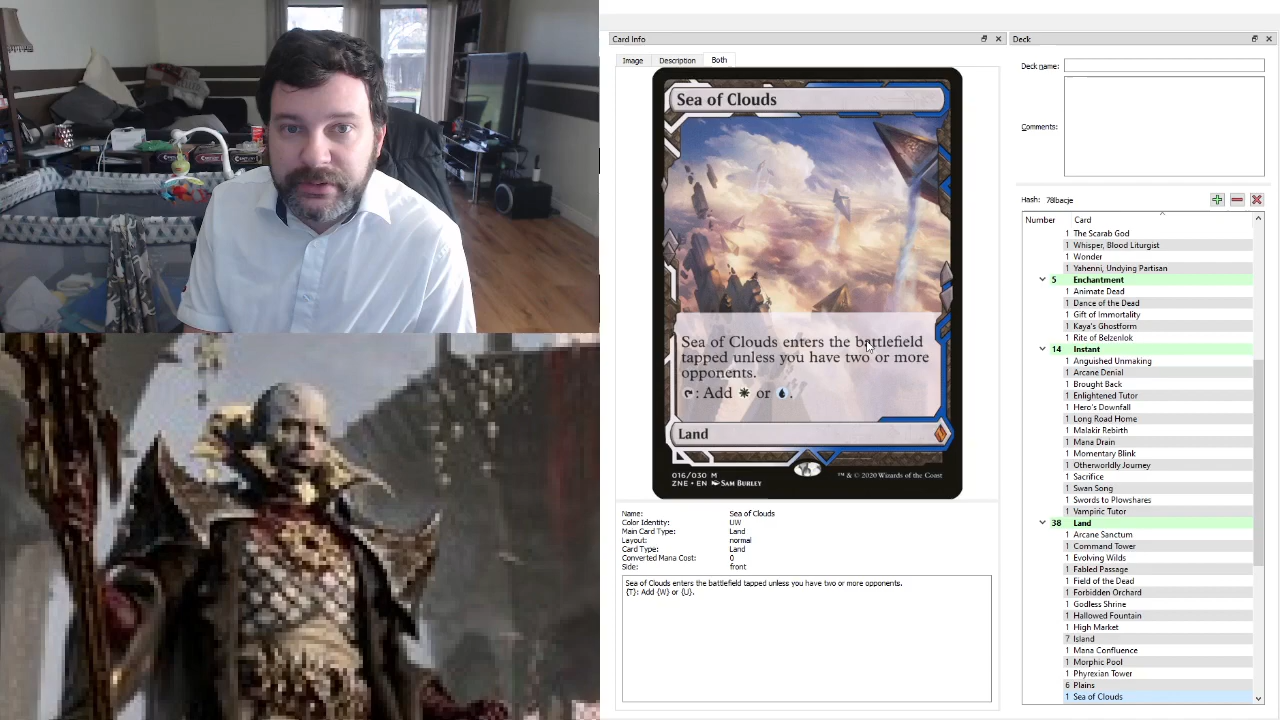 Card Info
Image Description Both
Sea of Clouds
Sea of Clouds enters the battlefield
tapped unless you have two or more
opponents.
: Add or .
Land
016/030 M
ZNE • EN SAM BURLEY
™ & © 2020 Wizards of the Coast
Name: Sea of Clouds
Color Identity: UW
Main Card Type: Land
Layout: normal
Card Type: Land
Converted Mana Cost: 0
Side: front
Sea of Clouds enters the battlefield tapped unless you have two or more opponents.
{T}: Add {W} or {U}.
Deck
Deck name:
Comments:
Hash: 78lbacje
Number Card
1 The Scarab God
1 Whisper, Blood Liturgist
1 Wonder
1 Yahenni, Undying Partisan
5 Enchantment
1 Animate Dead
1 Dance of the Dead
1 Gift of Immortality
1 Kaya's Ghostform
1 Rite of Belzenlok
14 Instant
1 Anguished Unmaking
1 Arcane Denial
1 Brought Back
1 Enlightened Tutor
1 Hero's Downfall
1 Long Road Home
1 Malakir Rebirth
1 Mana Drain
1 Momentary Blink
1 Otherworldly Journey
1 Sacrifice
1 Swan Song
1 Swords to Plowshares
1 Vampiric Tutor
38 Land
1 Arcane Sanctum
1 Command Tower
1 Evolving Wilds
1 Fabled Passage
1 Field of the Dead
1 Forbidden Orchard
1 Godless Shrine
1 Hallowed Fountain
1 High Market
7 Island
1 Mana Confluence
1 Morphic Pool
1 Phyrexian Tower
6 Plains
1 Sea of Clouds